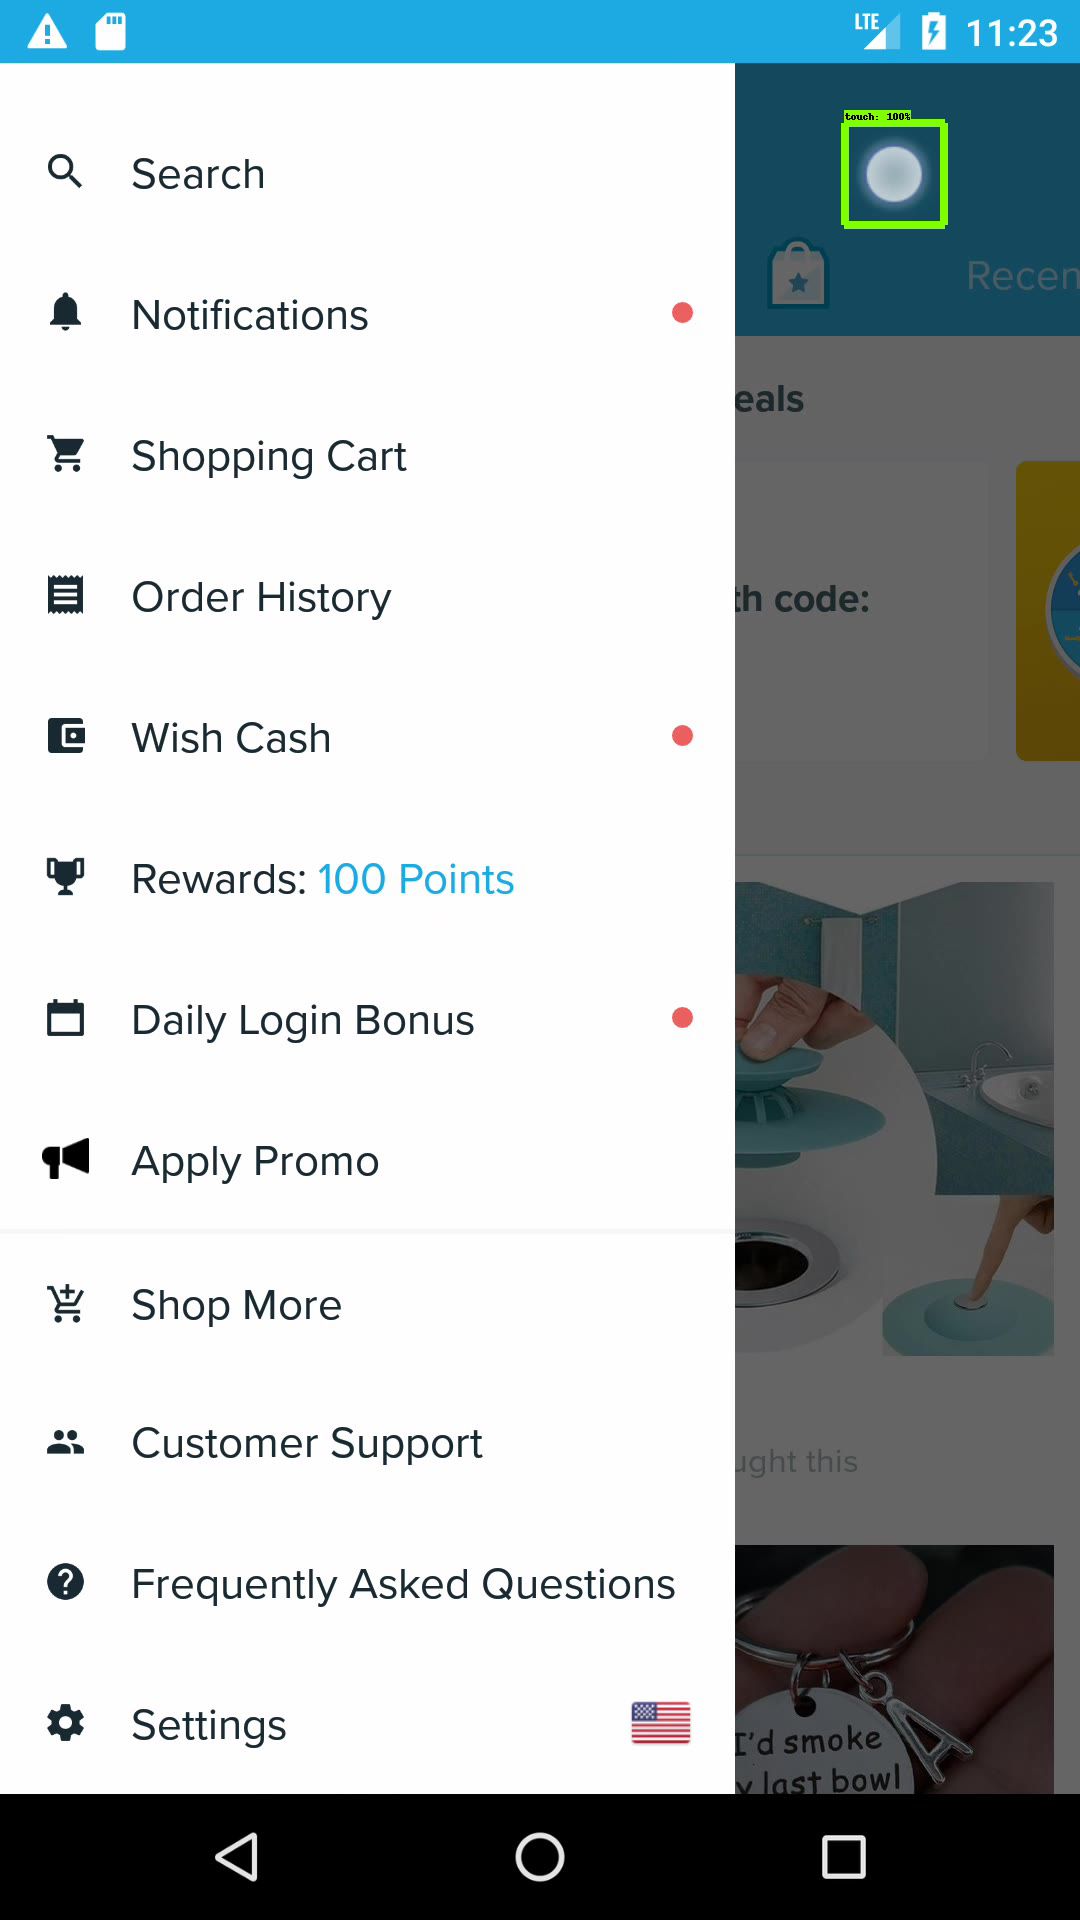 LTE 11:23
touch: 100%
Search
Recen
Notifications
eals
Shopping Cart
th code:
Order History
Wish Cash
Rewards: 100 Points
Daily Login Bonus
Apply Promo
Shop More
Customer Support
ught this
Frequently Asked Questions
Settings
I'd smoke
y last bowl
A